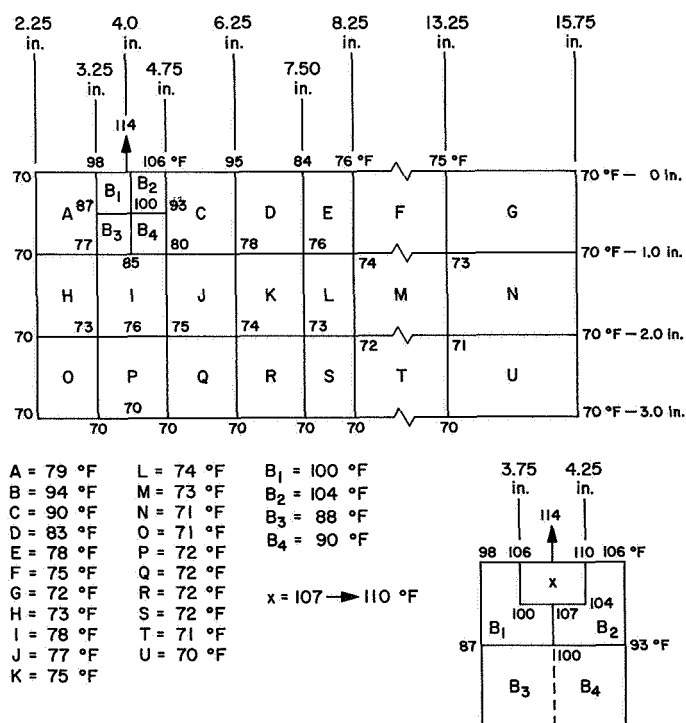 2.25 4.0 6.25 8.25 13.25 15.75
in. in. in. in. in. in.
3.25 4.75 7.50
in. in. in.
114
98 106 °F 95 84 76 °F 75 °F
70 70 °F — 0 in.
B1 B2
A 87 100 93 C D E F G
B3 B4
77 80 78 76
70 85 74 73 70 °F — 1.0 in.
H I J K L M N
73 76 75 74 73
70 72 71 70 °F — 2.0 in.
O P Q R S T U
70
70 70 °F — 3.0 in.
70 70 70 70 70 70
A = 79 °F
B = 94 °F
C = 90 °F
D = 83 °F
E = 78 °F
F = 75 °F
G = 72 °F
H = 73 °F
I = 78 °F
J = 77 °F
K = 75 °F
L = 74 °F
M = 73 °F
N = 71 °F
O = 71 °F
P = 72 °F
Q = 72 °F
R = 72 °F
S = 72 °F
T = 71 °F
U = 70 °F
B1 = 100 °F
B2 = 104 °F
B3 = 88 °F
B4 = 90 °F
x = 107 → 110 °F
3.75 4.25
in. in.
114
98 106 110 106 °F
x
100 107 104
B1 B2
87 100 93 °F
B3 B4